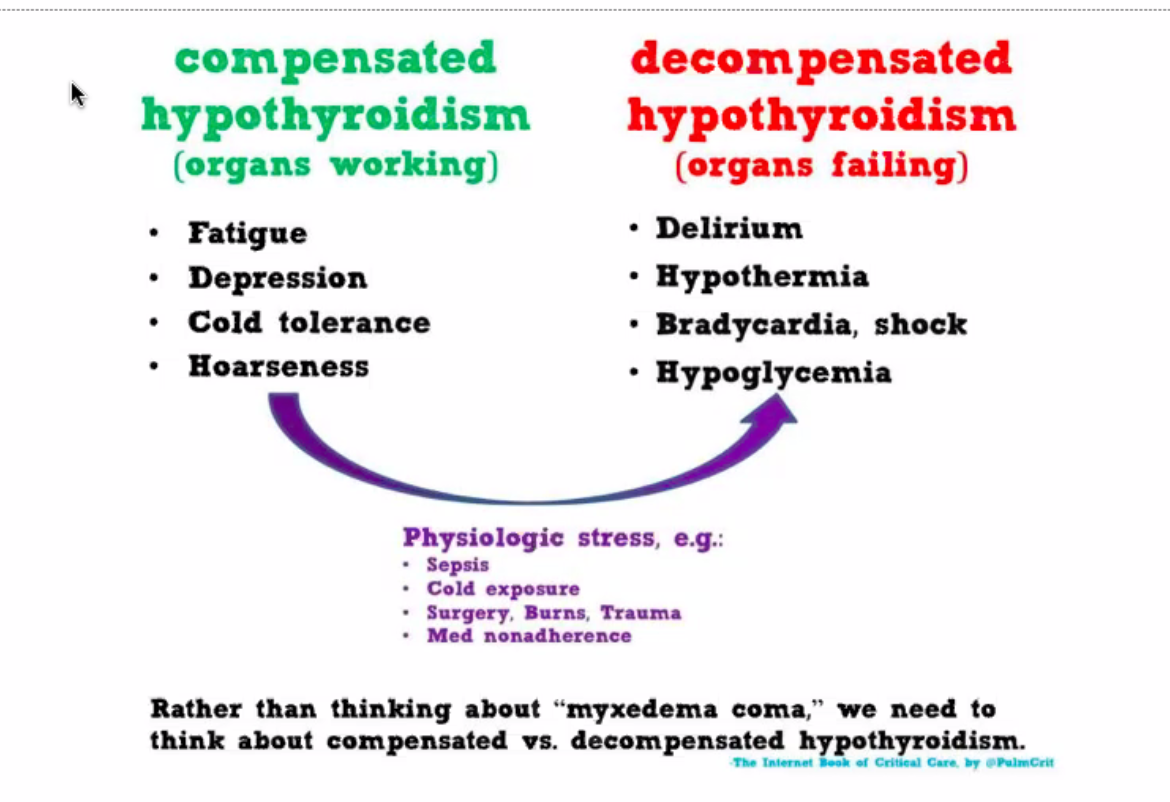 compensated
hypothyroidism
(organs working)
• Fatigue
• Depression
• Cold tolerance
• Hoarseness
decompensated
hypothyroidism
(organs failing)
• Delirium
• Hypothermia
• Bradycardia, shock
• Hypoglycemia
Physiologic stress, e.g.:
• Sepsis
• Cold exposure
• Surgery, Burns, Trauma
• Med nonadherence
Rather than thinking about “myxedema coma,” we need to
think about compensated vs. decompensated hypothyroidism.
-The Internet Book of Critical Care, by @PulmCrit